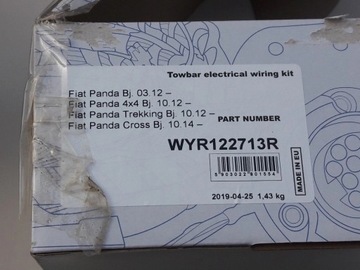 Towbar electrical wiring kit
Fiat Panda Bj. 03.12 –
Fiat Panda 4x4 Bj. 10.12 –
Fiat Panda Trekking Bj. 10.12 –
Fiat Panda Cross Bj. 10.14 –
PART NUMBER
WYR122713R
5903022801554
2019-04-25 1,43 kg
MADE IN EU